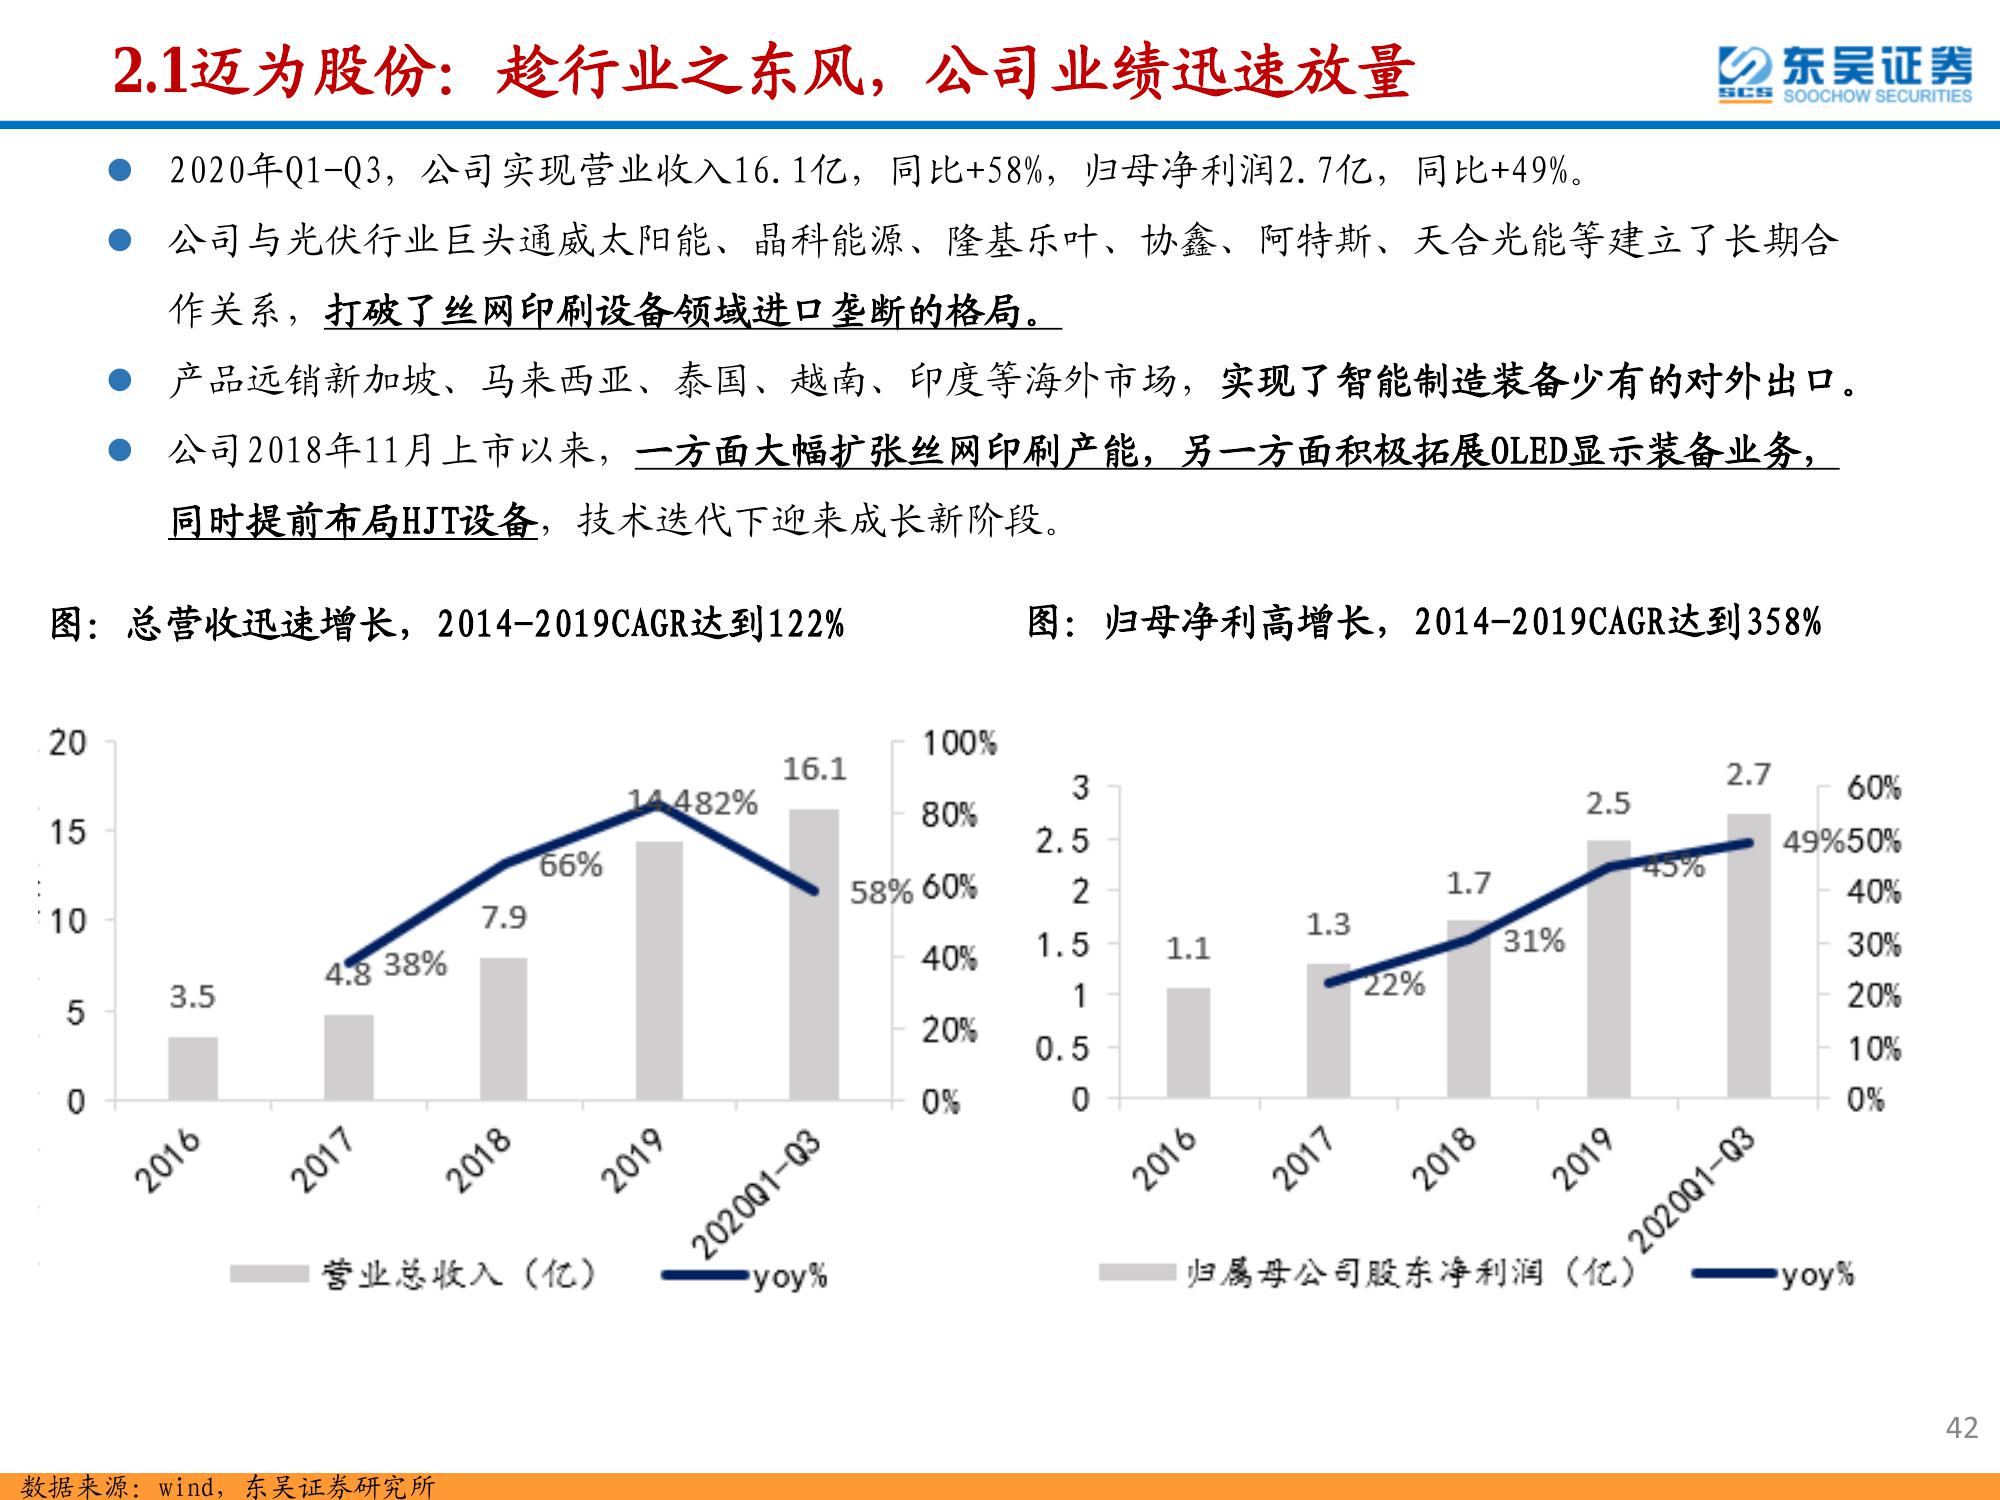 2.1迈为股份：趁行业之东风，公司业绩迅速放量
东吴证券
SCS
SOOCHOW SECURITIES
2020年Q1-Q3，公司实现营业收入16.1亿，同比+58%，归母净利润2.7亿，同比+49%。
公司与光伏行业巨头通威太阳能、晶科能源、隆基乐叶、协鑫、阿特斯、天合光能等建立了长期合
作关系，打破了丝网印刷设备领域进口垄断的格局。
产品远销新加坡、马来西亚、泰国、越南、印度等海外市场，实现了智能制造装备少有的对外出口。
公司2018年11月上市以来，一方面大幅扩张丝网印刷产能，另一方面积极拓展OLED显示装备业务，
同时提前布局HJT设备，技术迭代下迎来成长新阶段。
图：总营收迅速增长，2014-2019CAGR达到122%
20
15
10
5
0
100%
80%
60%
40%
20%
0%
3.5
4.8
7.9
14.4
16.1
38%
66%
82%
58%
2016
2017
2018
2019
2020Q1-Q3
营业总收入（亿）
yoy%
图：归母净利高增长，2014-2019CAGR达到358%
3
2.5
2
1.5
1
0.5
0
60%
50%
40%
30%
20%
10%
0%
1.1
1.3
1.7
2.5
2.7
22%
31%
45%
49%
2016
2017
2018
2019
2020Q1-Q3
归属母公司股东净利润（亿）
yoy%
42
数据来源：wind，东吴证券研究所